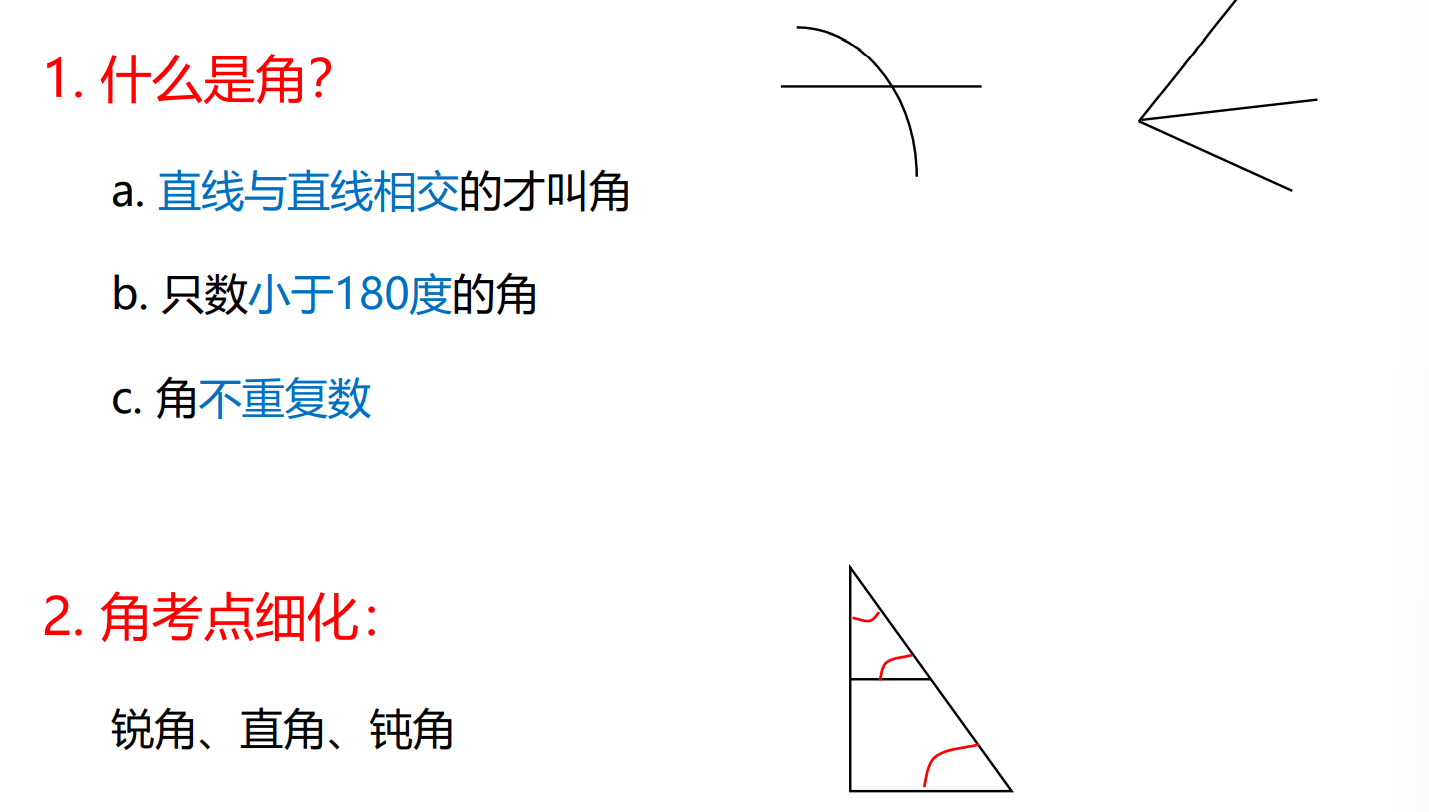 1. 什么是角？
a. 直线与直线相交的才叫角
b. 只数小于180度的角
c. 角不重复数
2. 角考点细化：
锐角、直角、钝角